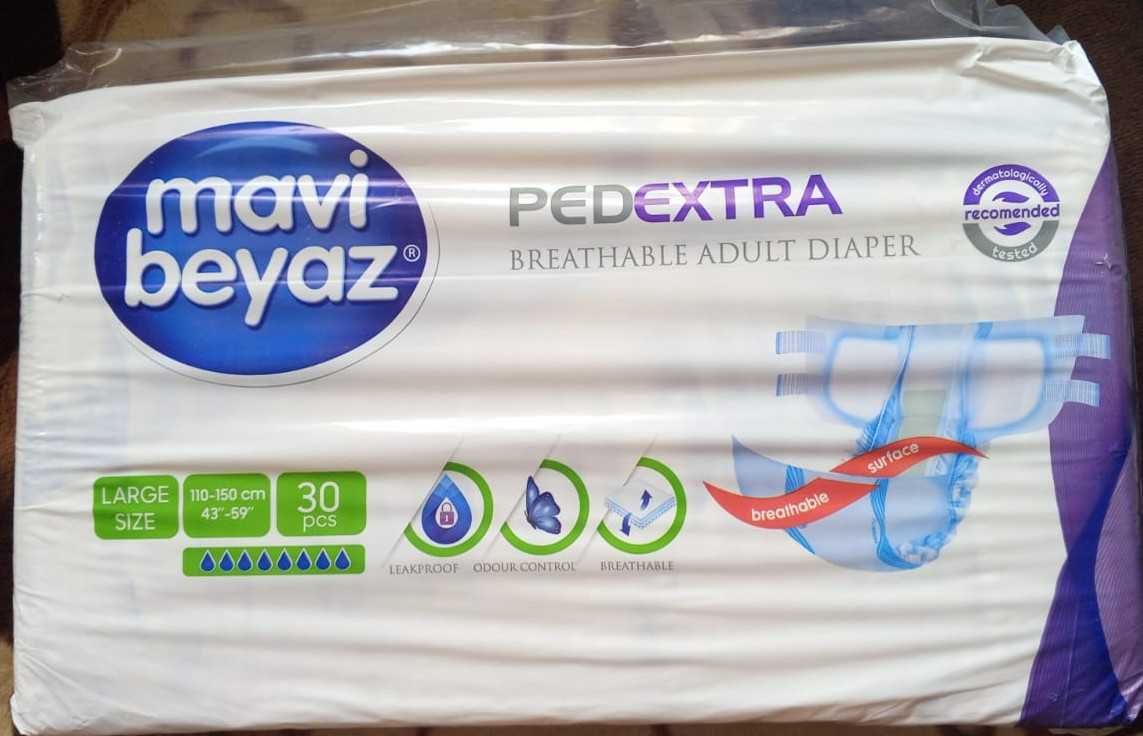 mavi
beyaz®
PEDEXTRA
BREATHABLE ADULT DIAPER
dermatologically
recomended
tested
LARGE
SIZE
110-150 cm
43"-59"
30
pcs
LEAKPROOF
ODOUR CONTROL
BREATHABLE
breathable
surface